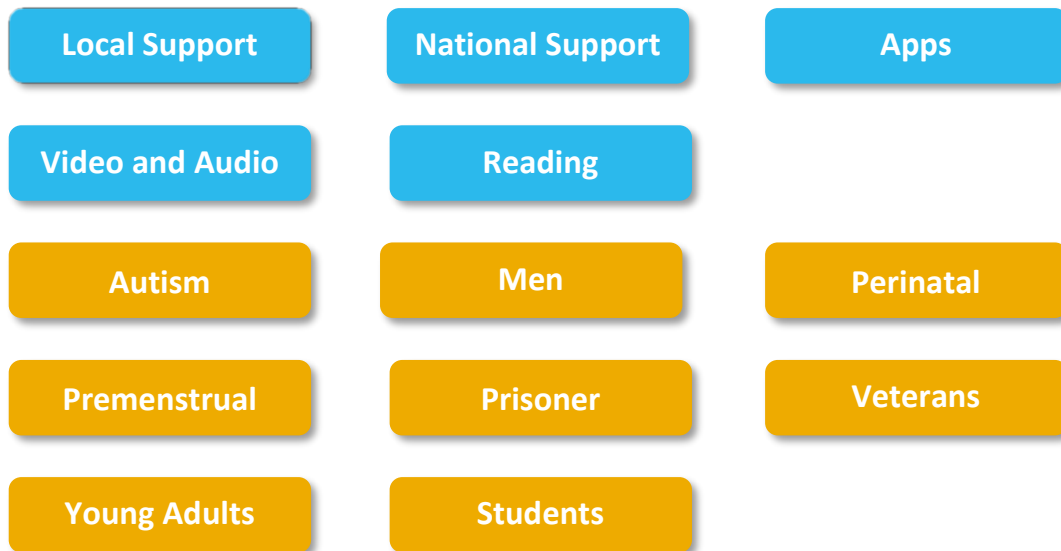 Local Support
National Support
Apps
Video and Audio
Reading
Autism
Men
Perinatal
Premenstrual
Prisoner
Veterans
Young Adults
Students